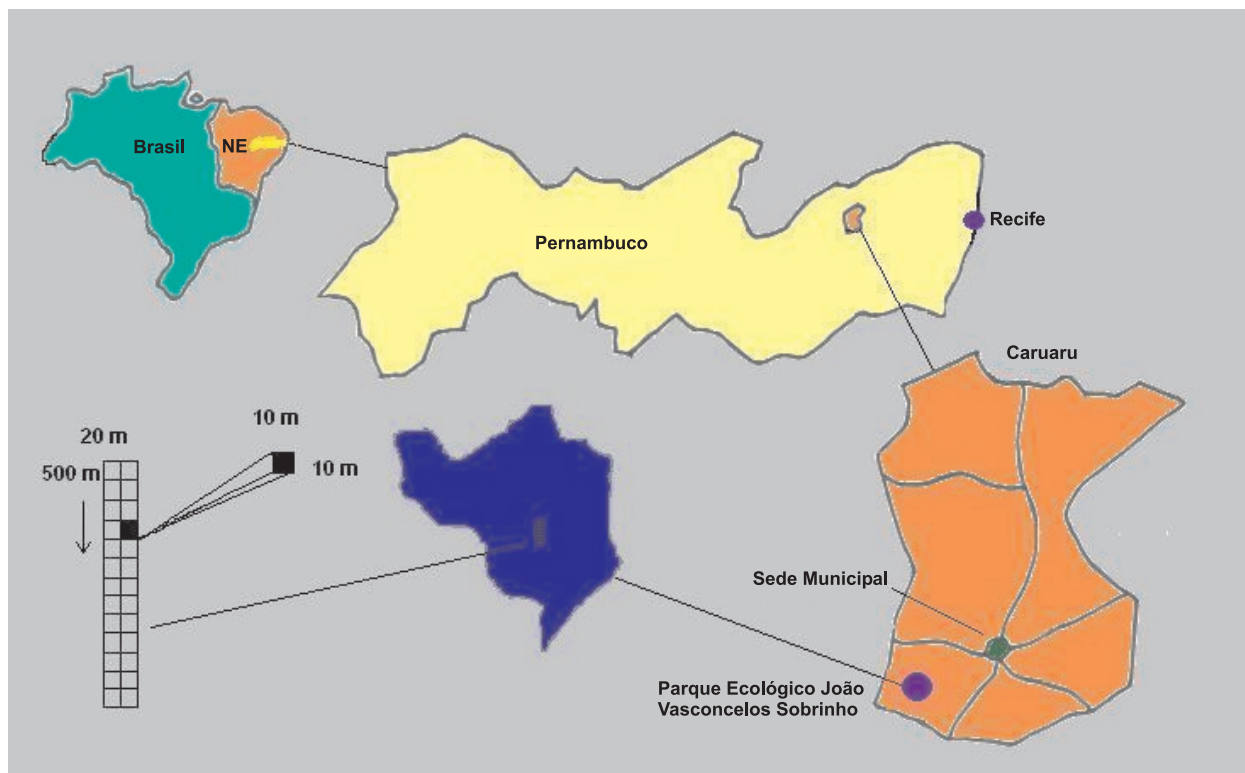 Brasil
NE
Pernambuco
Recife
Caruaru
10 m
20 m
10 m
500 m
Sede Municipal
Parque Ecológico João
Vasconcelos Sobrinho